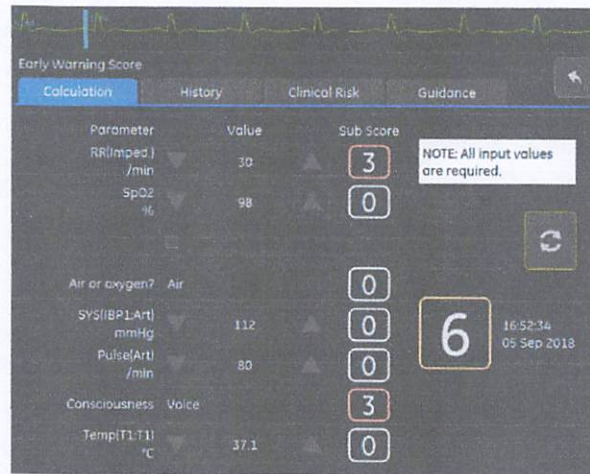 Early Warning Score
Calculation History Clinical Risk Guidance
Parameter Value Sub Score
RR(Imped.) /min 30 3
NOTE: All input values are required.
SpO2 % 98 0
Air or oxygen? Air 0
SYS(IBP1:Art) mmHg 112 0
6 16:52:34 05 Sep 2018
Pulse(Art) /min 80 0
Consciousness Voice 3
Temp(T1:T1) °C 37.1 0